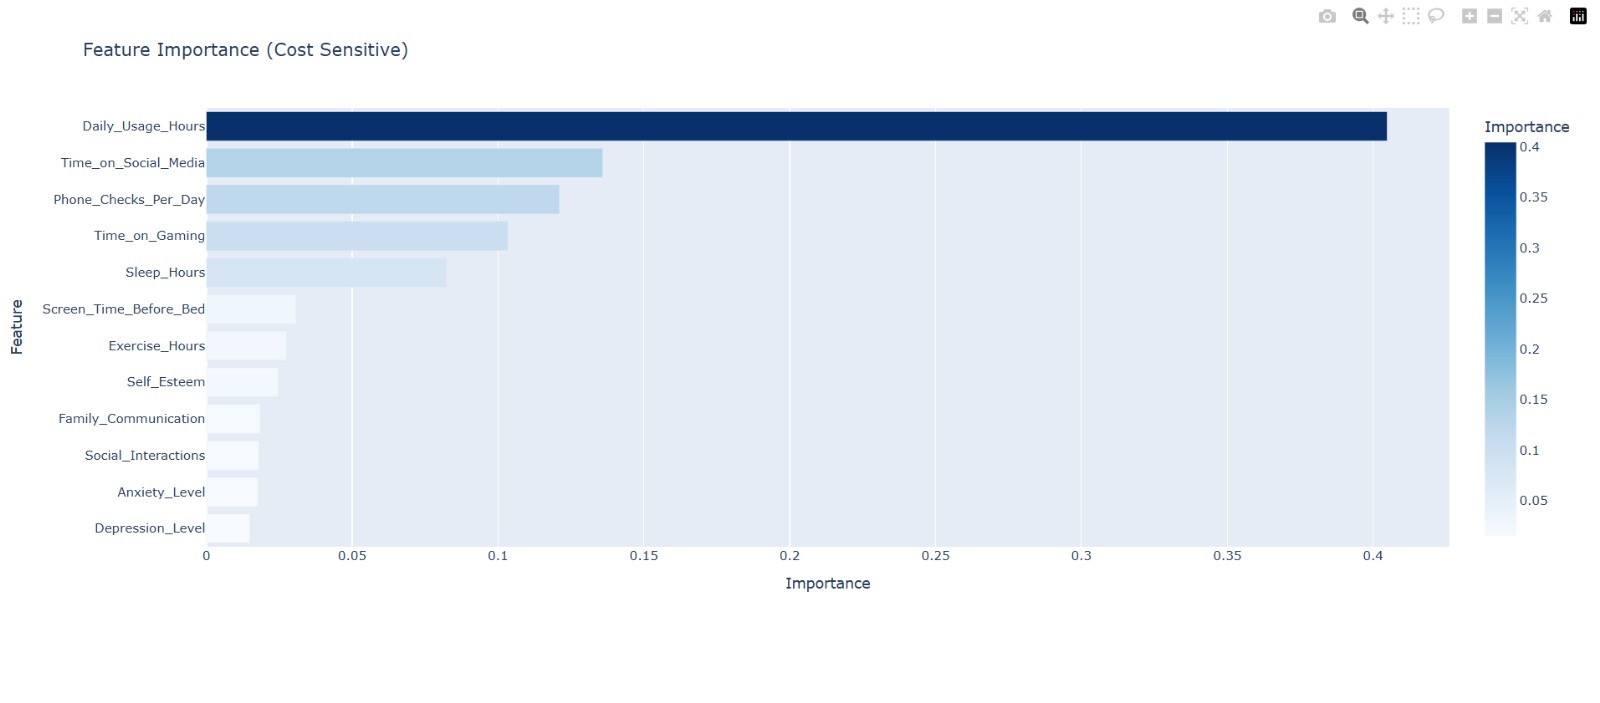 Feature Importance (Cost Sensitive)
Feature
Daily_Usage_Hours
Time_on_Social_Media
Phone_Checks_Per_Day
Time_on_Gaming
Sleep_Hours
Screen_Time_Before_Bed
Exercise_Hours
Self_Esteem
Family_Communication
Social_Interactions
Anxiety_Level
Depression_Level
0 0.05 0.1 0.15 0.2 0.25 0.3 0.35 0.4
Importance
Importance
0.4
0.35
0.3
0.25
0.2
0.15
0.1
0.05